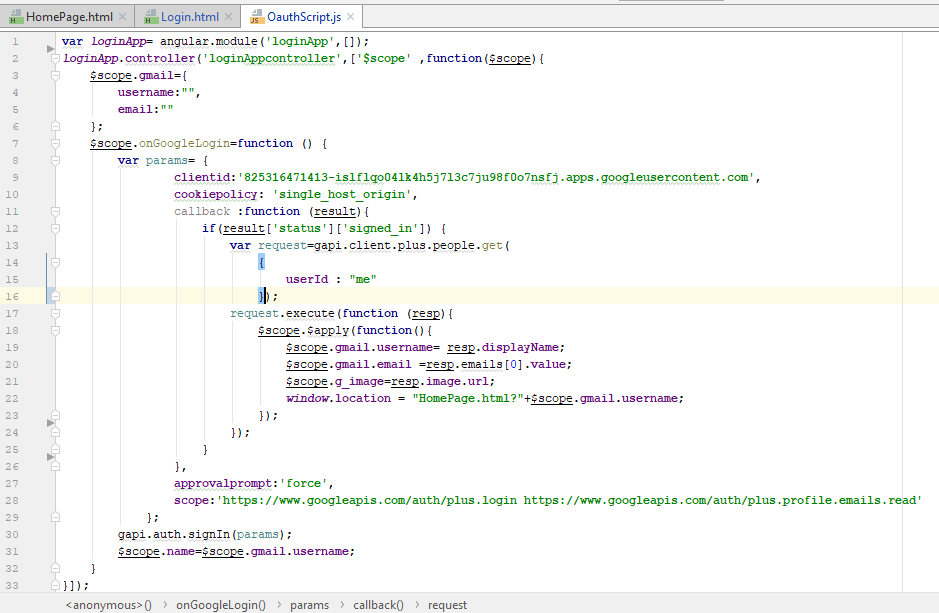 HomePage.html Login.html OauthScript.js
1 var loginApp= angular.module('loginApp',[]);
2 loginApp.controller('loginAppcontroller',['$scope' ,function($scope){
3 $scope.gmail={
4 username:"",
5 email:""
6 };
7 $scope.onGoogleLogin=function () {
8 var params= {
9 clientid:'825316471413-islflqo04lk4h5j7l3c7ju98f0o7nsfj.apps.googleusercontent.com',
10 cookiepolicy: 'single_host_origin',
11 callback :function (result){
12 if(result['status']['signed_in']) {
13 var request=gapi.client.plus.people.get(
14 {
15 userId : "me"
16 });
17 request.execute(function (resp){
18 $scope.$apply(function(){
19 $scope.gmail.username= resp.displayName;
20 $scope.gmail.email =resp.emails[0].value;
21 $scope.g_image=resp.image.url;
22 window.location = "HomePage.html?"+$scope.gmail.username;
23 });
24 });
25 }
26 },
27 approvalprompt:'force',
28 scope:'https://www.googleapis.com/auth/plus.login https://www.googleapis.com/auth/plus.profile.emails.read'
29 };
30 gapi.auth.signIn(params);
31 $scope.name=$scope.gmail.username;
32 }
33 }]);
<anonymous>() onGoogleLogin() params callback() request